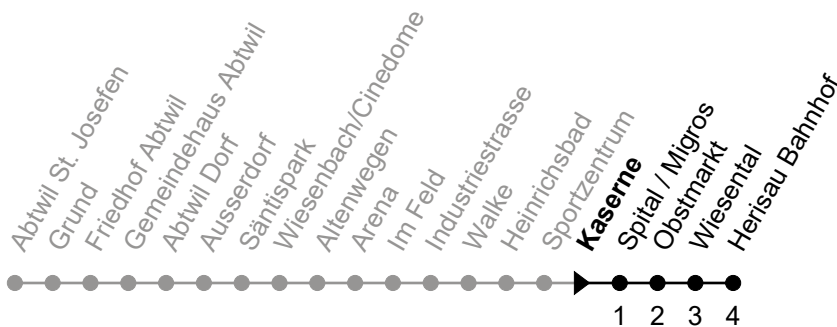 Abtwil St. Josefen
Grund
Friedhof Abtwil
Gemeindehaus Abtwil
Abtwil Dorf
Ausserdorf
Säntispark
Wiesenbach/Cinedome
Altenwegen
Arena
Im Feld
Industriestrasse
Walke
Heinrichsbad
Sportzentrum
Kaserne
Spital / Migros
Obstmarkt
Wiesental
Herisau Bahnhof
1 2 3 4